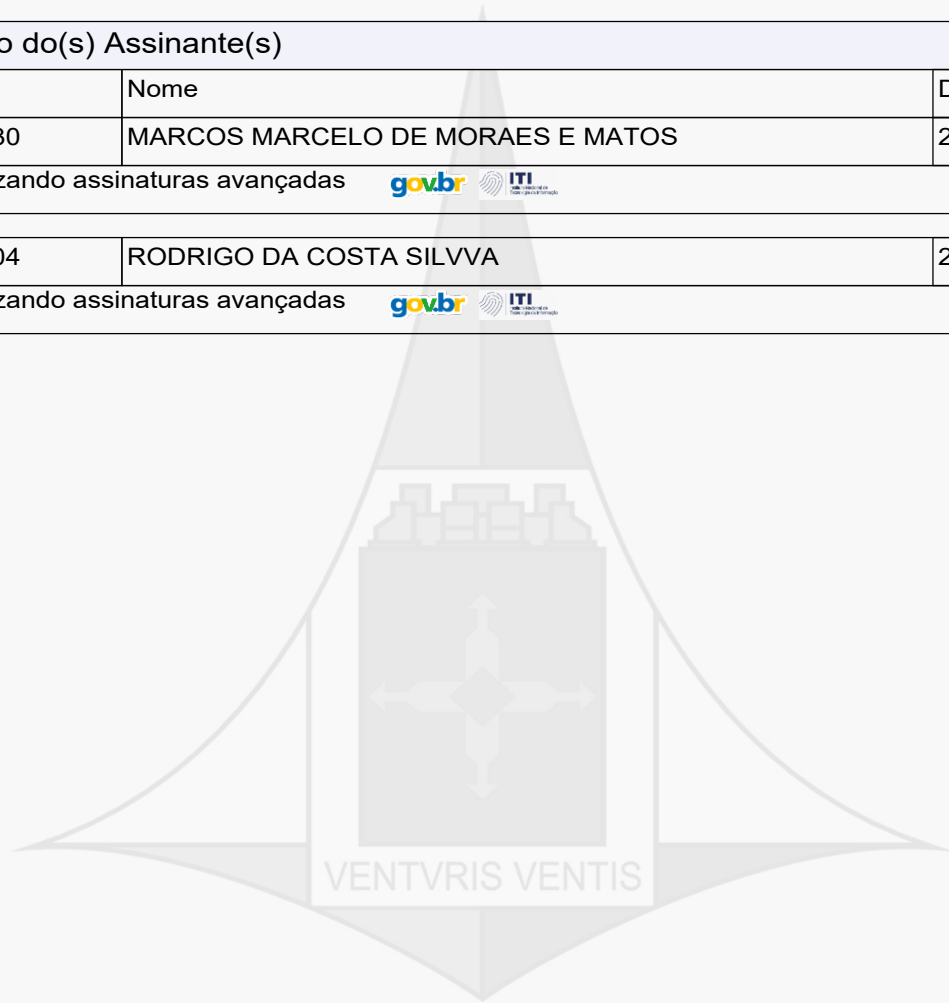 o do(s) Assinante(s)
Nome D
30 MARCOS MARCELO DE MORAES E MATOS 2
zando assinaturas avançadas gov.br ITI
04 RODRIGO DA COSTA SILVVA 2
zando assinaturas avançadas gov.br ITI
VENTVRIS VENTIS